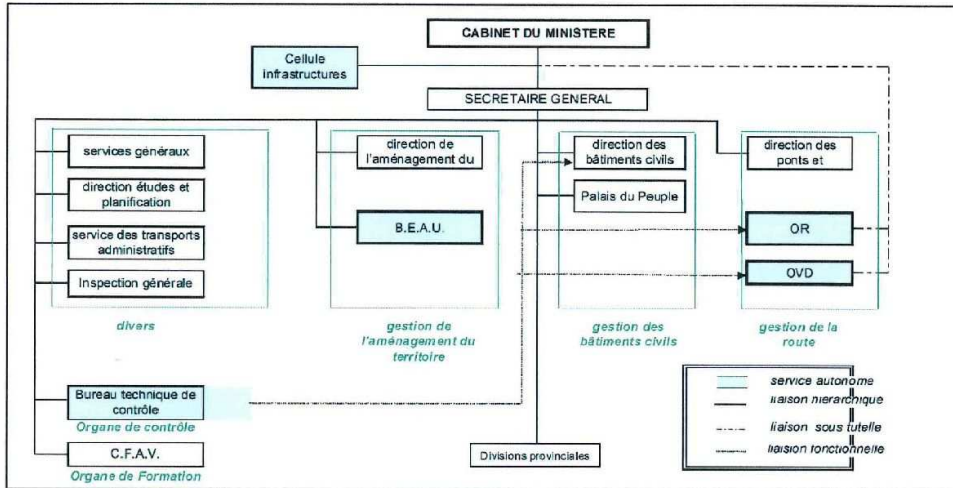 CABINET DU MINISTERE
Cellule
infrastructures
SECRETAIRE GENERAL
services généraux
direction études et
planification
service des transports
administratifs
Inspection générale
divers
direction de
l'aménagement du
B.E.A.U.
gestion de
l'aménagement du
territoire
direction des
bâtiments civils
Palais du Peuple
gestion des
bâtiments civils
direction des
ponts et
OR
OVD
gestion de la
route
Bureau technique de
contrôle
Organe de contrôle
C.F.A.V.
Organe de Formation
Divisions provinciales
service autonome
liaison hiérarchique
liaison sous tutelle
liaision fonctionnelle